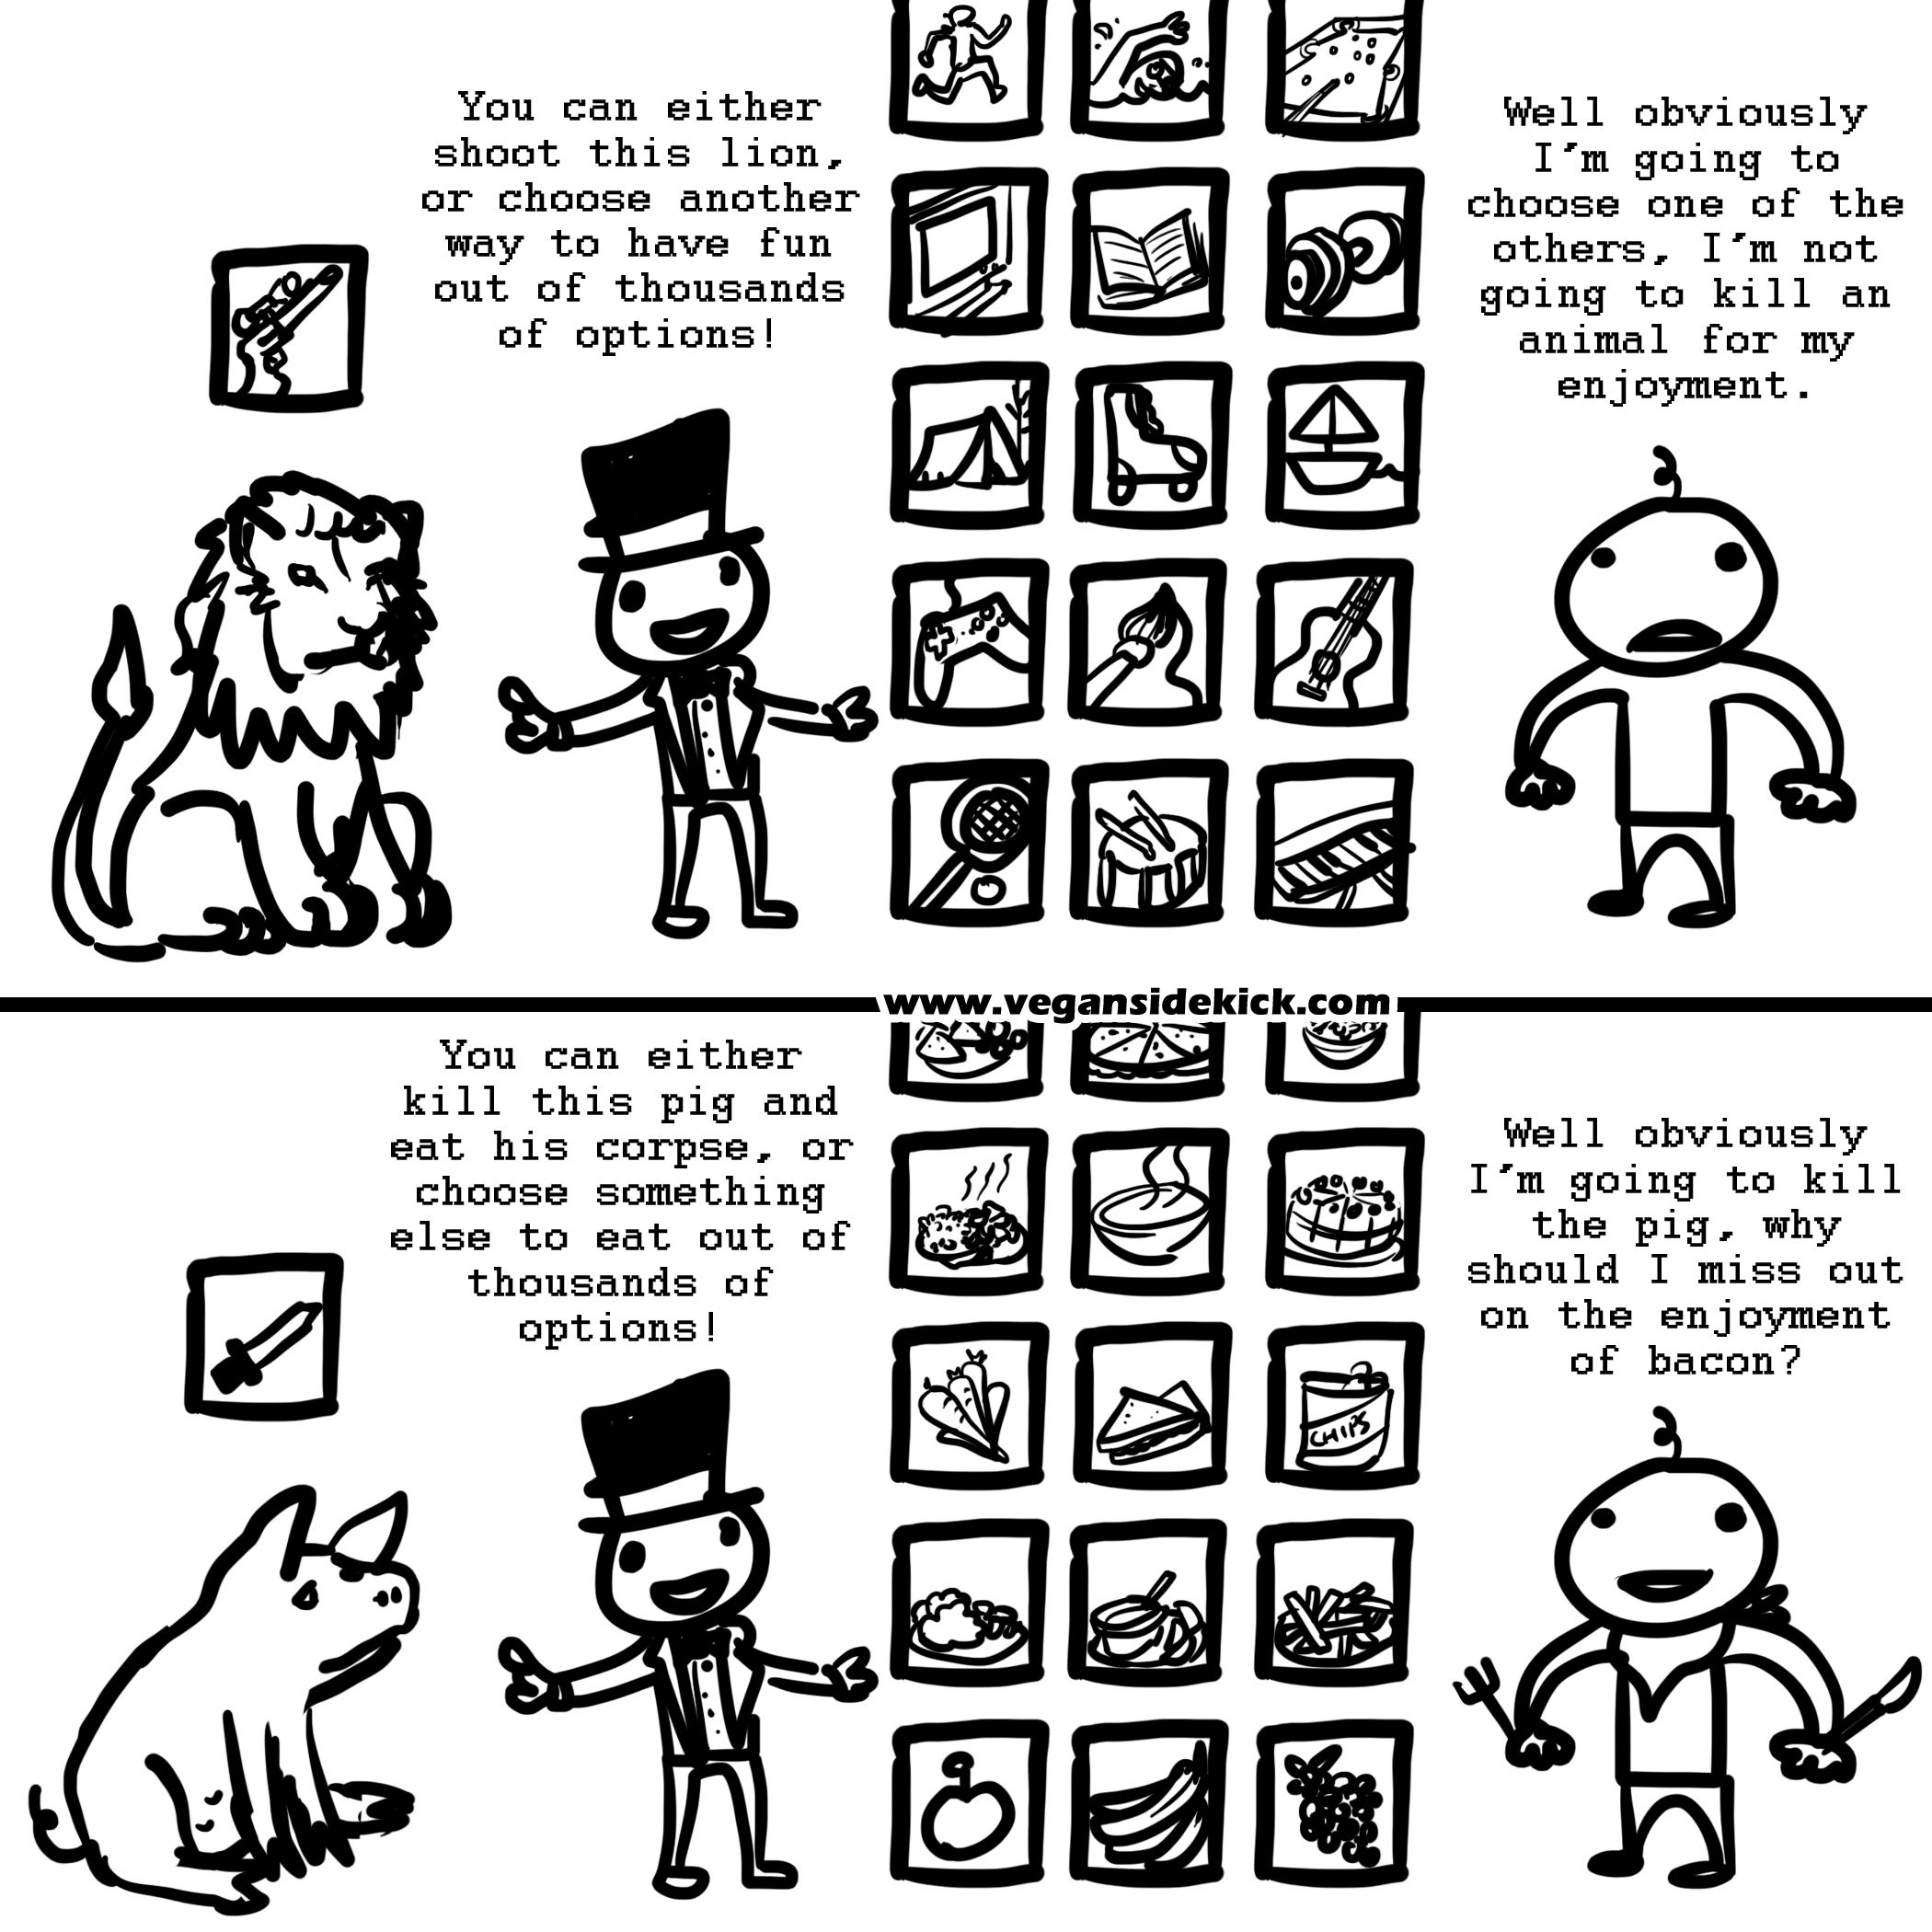 You can either
shoot this lion,
or choose another
way to have fun
out of thousands
of options!
Well obviously
I'm going to
choose one of the
others, I'm not
going to kill an
animal for my
enjoyment.
www.vegansidekick.com
You can either
kill this pig and
eat his corpse, or
choose something
else to eat out of
thousands of
options!
CHIPS
Well obviously
I'm going to kill
the pig, why
should I miss out
on the enjoyment
of bacon?